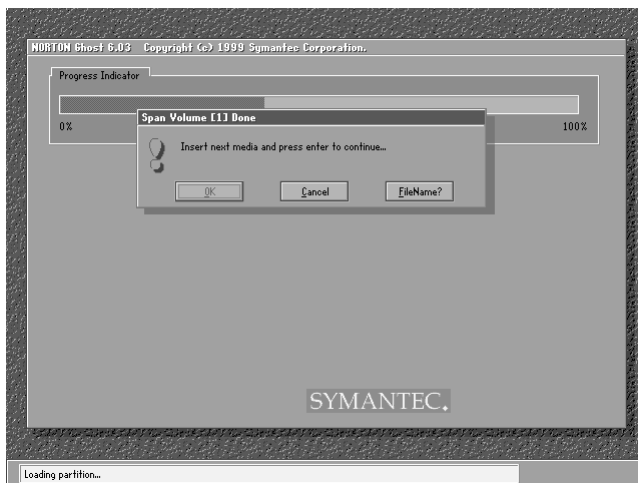 NORTON Ghost 6.03 Copyright (c) 1999 Symantec Corporation.
Progress Indicator
0%
100%
Span Volume [1] Done
Insert next media and press enter to continue...
OK
Cancel
FileName?
SYMANTEC.
Loading partition...